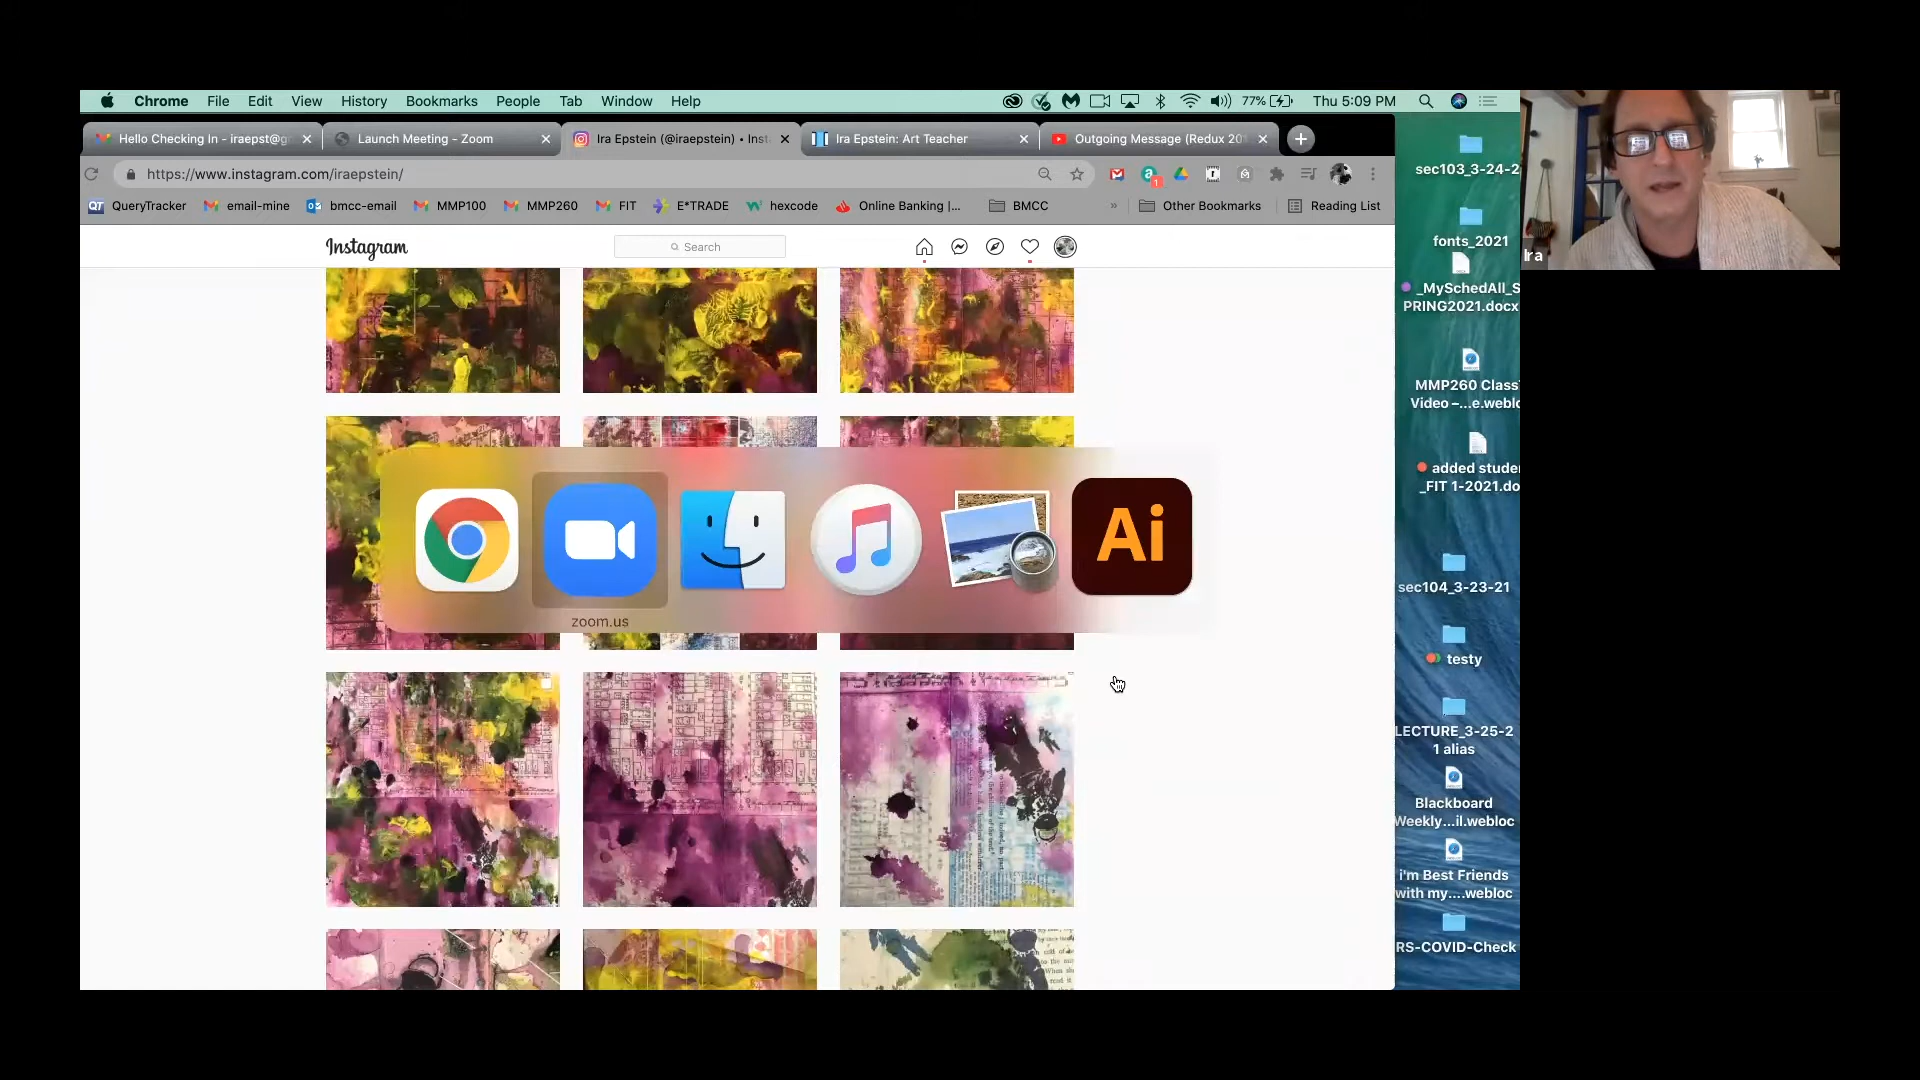 Chrome File Edit View History Bookmarks People Tab Window Help 77% Thu 5:09 PM
Hello Checking In - iraepst@g
Launch Meeting - Zoom
Ira Epstein (@iraepstein) • Inst
Ira Epstein: Art Teacher
Outgoing Message (Redux 20
https://www.instagram.com/iraepstein/
QT QueryTracker email-mine bmcc-email MMP100 MMP260 FIT E*TRADE hexcode Online Banking |... BMCC » Other Bookmarks Reading List
Instagram
Search
zoom.us
Ai
sec103_3-24-2
fonts_2021
_MySchedAll_S
PRING2021.docx
MMP260 Class
Video –...e.weblo
added stude
_FIT 1-2021.do
sec104_3-23-21
testy
LECTURE_3-25-2
1 alias
Blackboard
Weekly...il.webloc
i'm Best Friends
with my....webloc
RS-COVID-Check
Ira